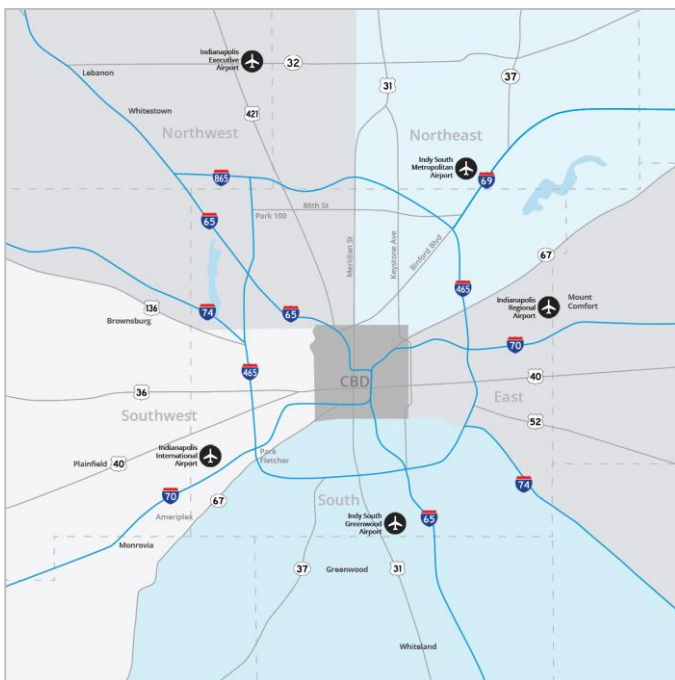 Indianapolis
Executive
Airport
32
Lebanon
31
37
Whitestown
421
Northwest
Northeast
Indy South
Metropolitan
Airport
865
69
86th St
Park 100
65
Meridian St
Keystone Ave
Binford Blvd
67
465
74
136
65
Indianapolis
Regional
Airport
Mount
Comfort
Brownsburg
70
465
CBD
40
36
East
Southwest
52
Indianapolis
International
Airport
Park
Fletcher
Plainfield
40
74
70
67
South
Ameriplex
Indy South
Greenwood
Airport
65
Monrovia
37
Greenwood
31
Whiteland